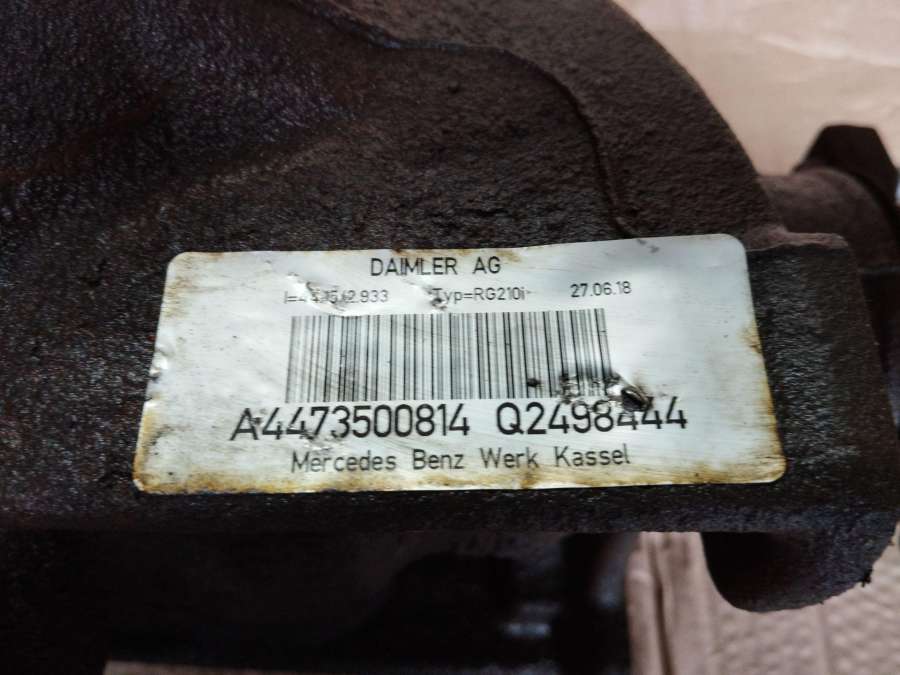 DAIMLER AG
Typ=RG210i 27.06.18
A4473500814 Q2498444
Mercedes Benz Werk Kassel